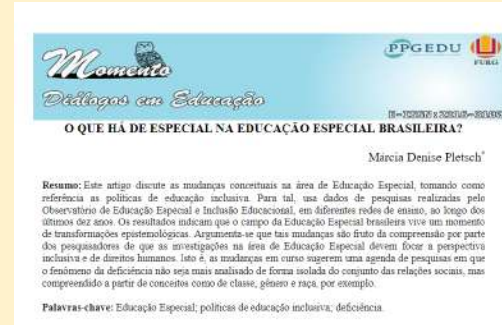 Momento
PPGEDU
FURG
Diálogos em Educação
O QUE HÁ DE ESPECIAL NA EDUCAÇÃO ESPECIAL BRASILEIRA?
Márcia Denise Pletsch*
Resumo: Este artigo discute as mudanças conceituais na área de Educação Especial, tomando como
referência as políticas de educação inclusiva. Para tal, usa dados de pesquisas realizadas pelo
Observatório de Educação Especial e Inclusão Educacional, em diferentes redes de ensino, ao longo dos
últimos dez anos. Os resultados indicam que o campo da Educação Especial brasileira vive um momento
de transformações epistemológicas. Argumenta-se que tais mudanças são fruto da compreensão por parte
dos pesquisadores de que as investigações na área de Educação Especial devem focar a perspectiva
inclusiva e de direitos humanos. Isto é, as mudanças em curso sugerem uma agenda de pesquisas em que
o fenômeno da deficiência não seja mais analisado de forma isolada do conjunto das relações sociais, mas
compreendido a partir de conceitos como de classe, gênero e raça, por exemplo.
Palavras-chave: Educação Especial; políticas de educação inclusiva; deficiência.